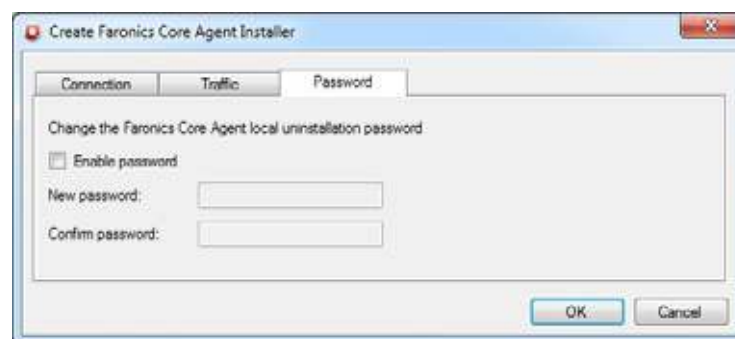 Create Faronics Core Agent Installer
Connection Traffic Password
Change the Faronics Core Agent local uninstallation password
Enable password
New password:
Confirm password:
OK Cancel